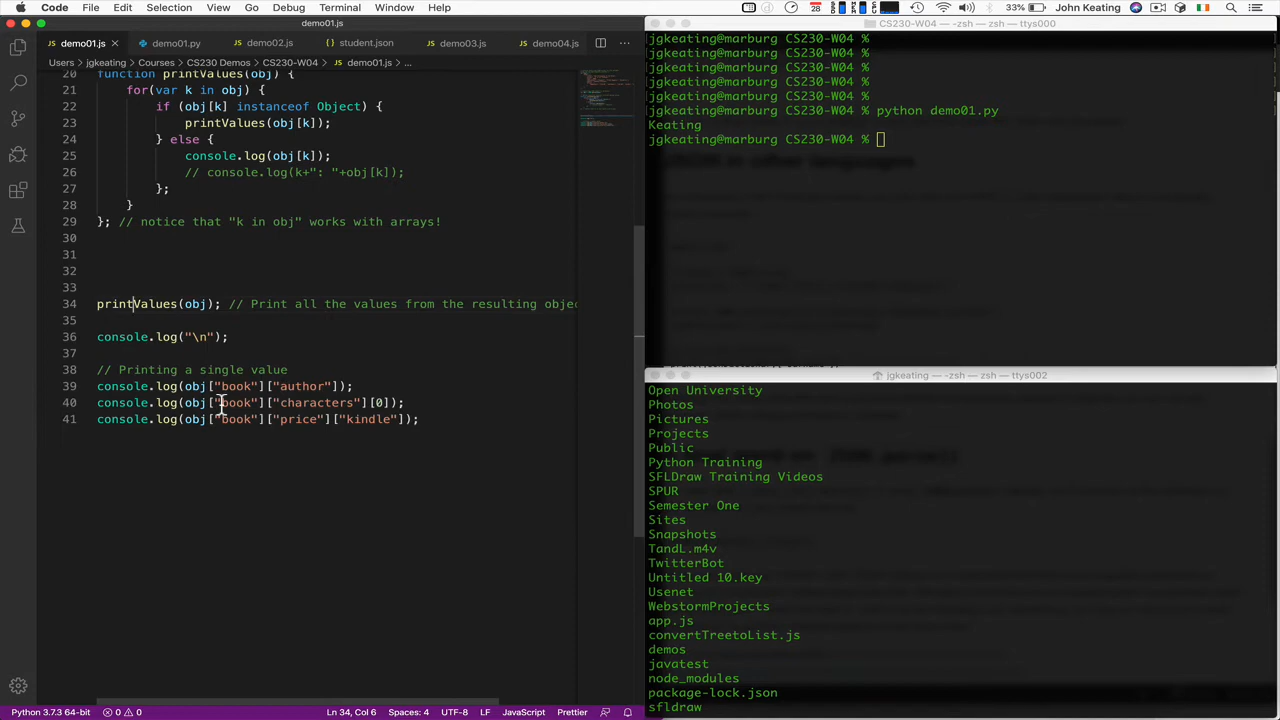 Code File Edit Selection View Go Debug Terminal Window Help
28 33% John Keating
demo01.js
demo01.js demo01.py demo02.js student.json demo03.js demo04.js
Users jgkeating Courses CS230 Demos CS230-W04 demo01.js ...
20 function printValues(obj) {
21 for(var k in obj) {
22 if (obj[k] instanceof Object) {
23 printValues(obj[k]);
24 } else {
25 console.log(obj[k]);
26 // console.log(k+": "+obj[k]);
27 };
28 }
29 }; // notice that "k in obj" works with arrays!
30
31
32
33
34 printValues(obj); // Print all the values from the resulting objec
35
36 console.log("\n");
37
38 // Printing a single value
39 console.log(obj["book"]["author"]);
40 console.log(obj["book"]["characters"][0]);
41 console.log(obj["book"]["price"]["kindle"]);
Python 3.7.3 64-bit 0 0 Ln 34, Col 6 Spaces: 4 UTF-8 LF JavaScript Prettier
CS230-W04 — -zsh — zsh — ttys000
jgkeating@marburg CS230-W04 %
jgkeating@marburg CS230-W04 %
jgkeating@marburg CS230-W04 %
jgkeating@marburg CS230-W04 %
jgkeating@marburg CS230-W04 %
jgkeating@marburg CS230-W04 % python demo01.py
Keating
jgkeating@marburg CS230-W04 %
jgkeating — -zsh — zsh — ttys002
Open University
Photos
Pictures
Projects
Public
Python Training
SFLDraw Training Videos
SPUR
Semester One
Sites
Snapshots
TandL.m4v
TwitterBot
Untitled 10.key
Usenet
WebstormProjects
app.js
convertTreetoList.js
demos
javatest
node_modules
package-lock.json
sfldraw